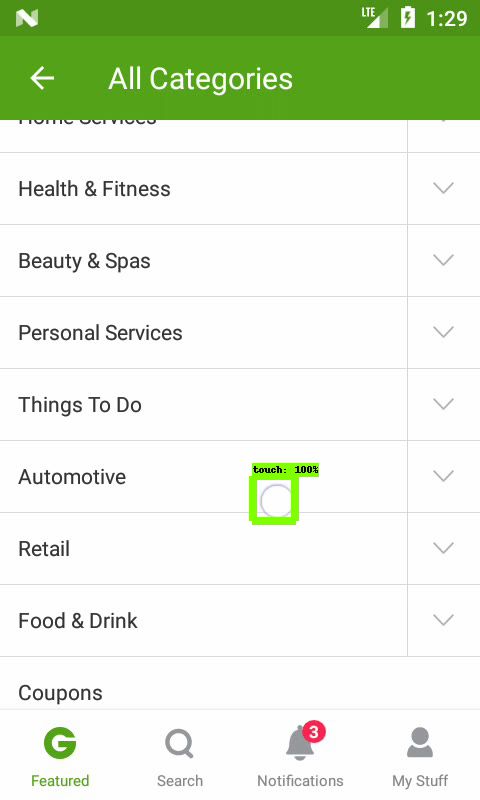 LTE 1:29
All Categories
Home Services
Health & Fitness
Beauty & Spas
Personal Services
Things To Do
touch: 100%
Automotive
Retail
Food & Drink
Coupons
3
Featured Search Notifications My Stuff